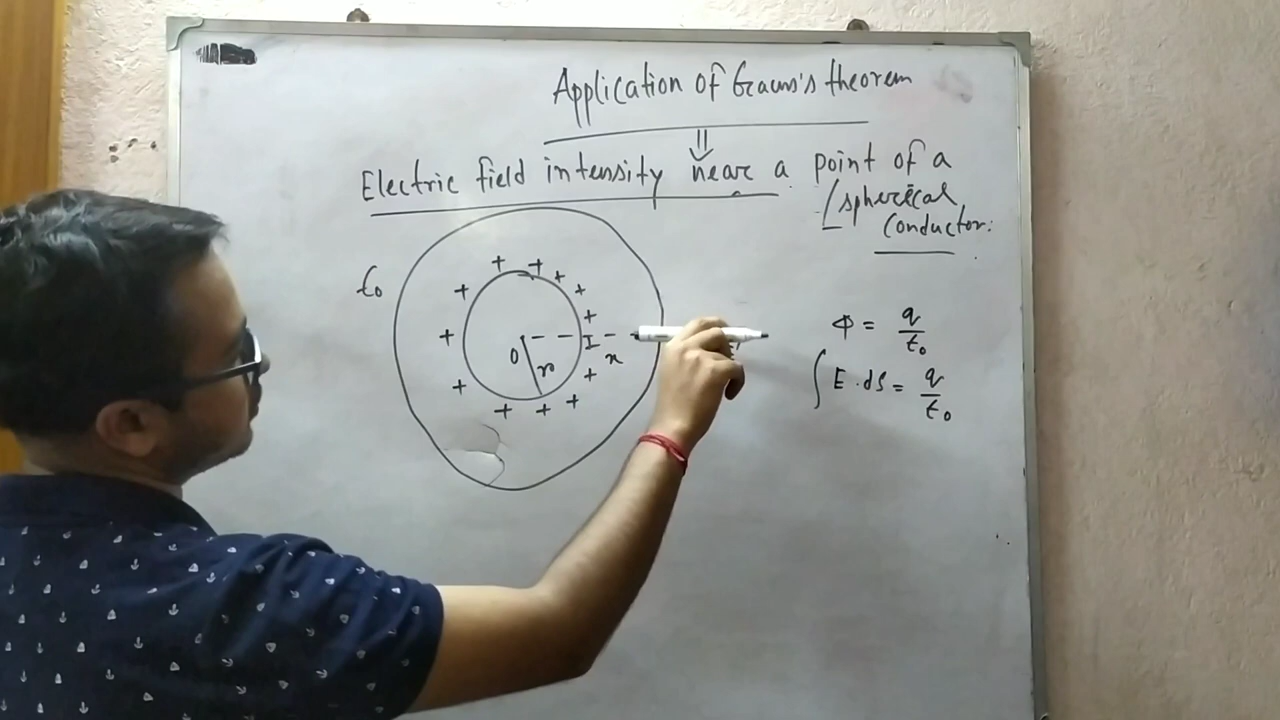 Application of Gauss's theorem
⇓
Electric field intensity near a point of a
spherical
conductor.
ϵ₀
+ + + + + + + + + + + + + +
O r x
ϕ = q/ϵ₀
∫ E . ds = q/ϵ₀